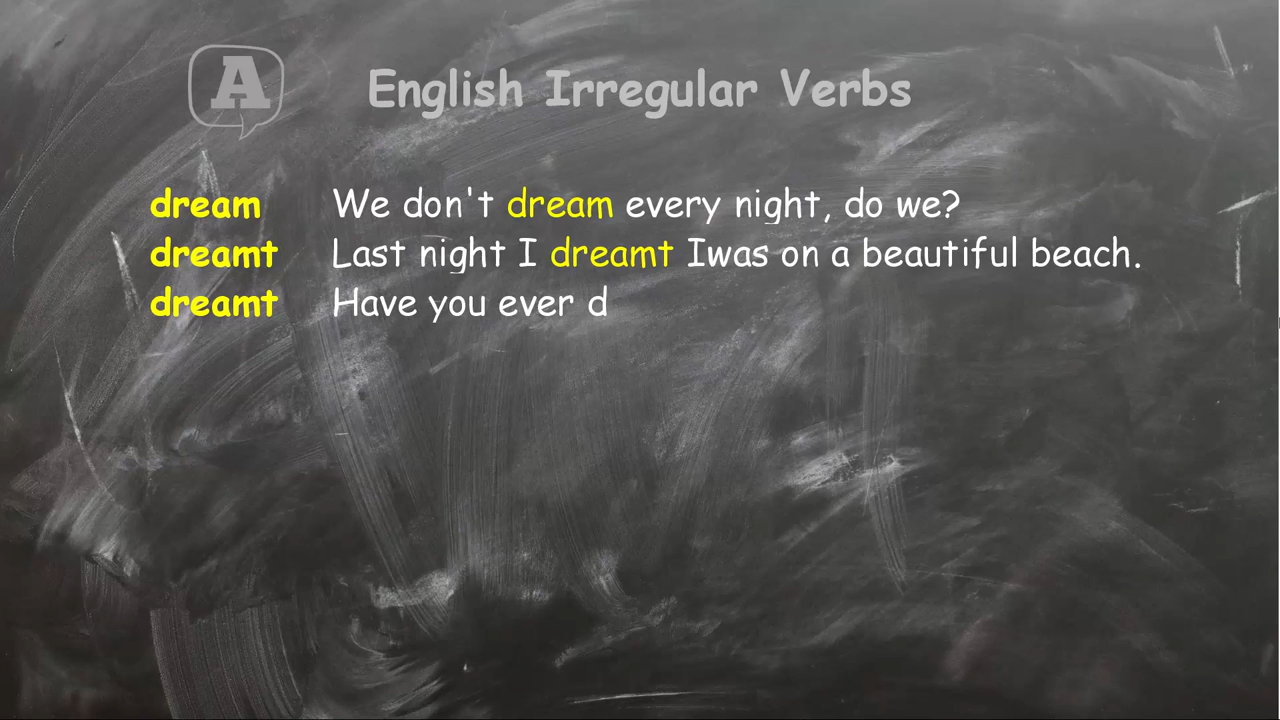 A English Irregular Verbs
dream We don't dream every night, do we?
dreamt Last night I dreamt Iwas on a beautiful beach.
dreamt Have you ever d